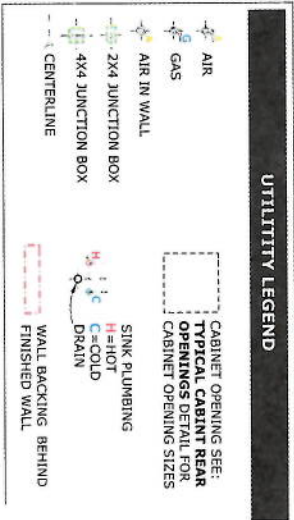 UTILITITY LEGEND
A AIR
G GAS
A AIR IN WALL
2X4 JUNCTION BOX
4X4 JUNCTION BOX
CENTERLINE
CABINET OPENING SEE:
TYPICAL CABINT REAR
OPENINGS DETAIL FOR
CABINET OPENING SIZES
SINK PLUMBING
H=HOT
C=COLD
DRAIN
H
C
WALL BACKING BEHIND
FINISHED WALL